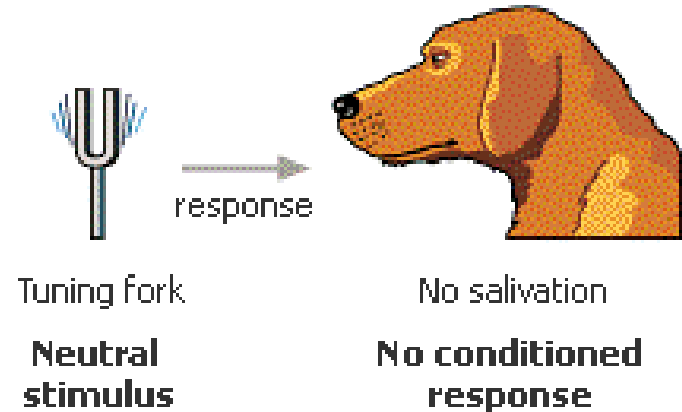 response
Tuning fork
No salivation
Neutral
stimulus
No conditioned
response